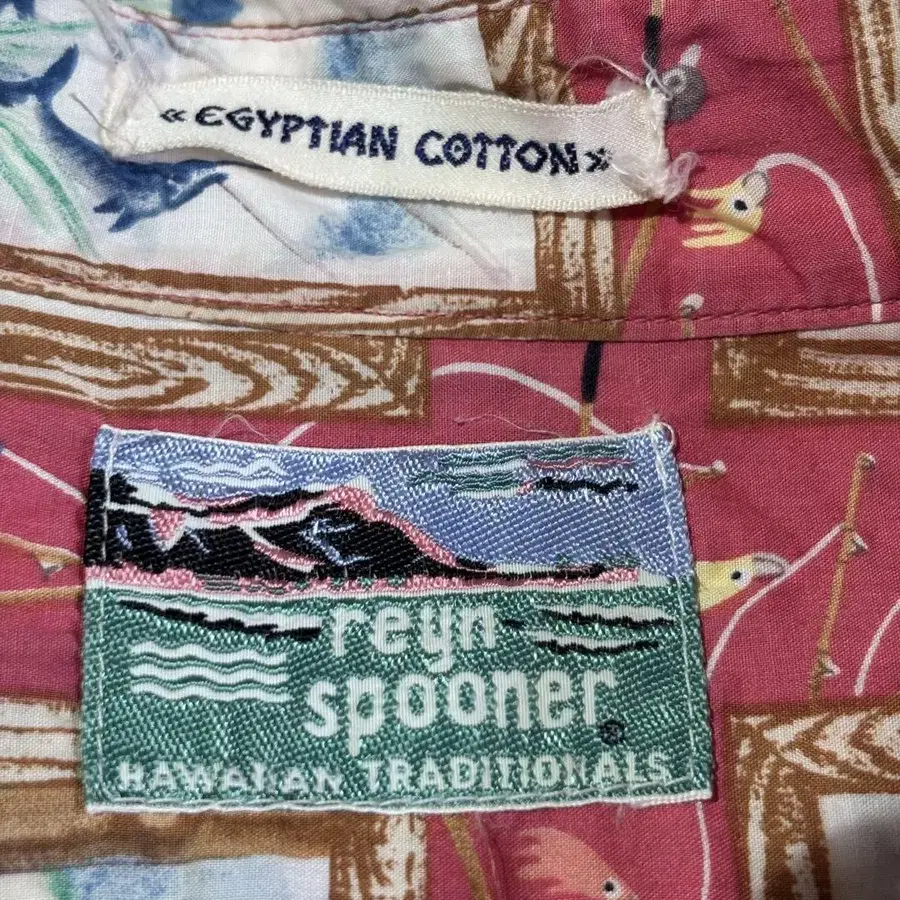 «EGYPTIAN COTTON»
reyn
spooner®
HAWAIIAN TRADITIONALS